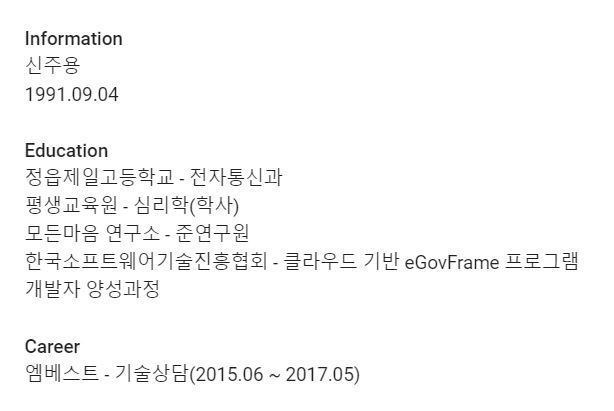 Information
신주용
1991.09.04
Education
정읍제일고등학교 - 전자통신과
평생교육원 - 심리학(학사)
모든마음 연구소 - 준연구원
한국소프트웨어기술진흥협회 - 클라우드 기반 eGovFrame 프로그램
개발자 양성과정
Career
엠베스트 - 기술상담(2015.06 ~ 2017.05)